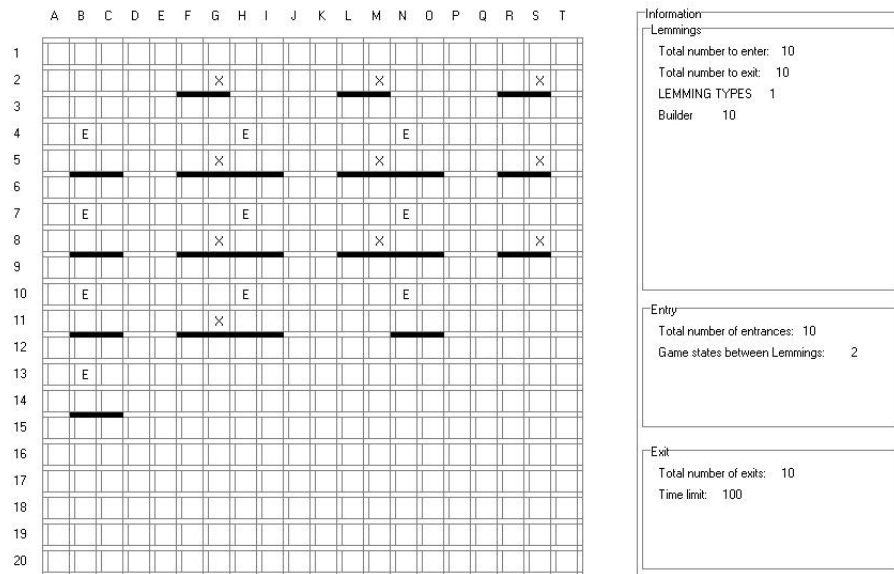 A B C D E F G H I J K L M N O P Q R S T
1
2 X X X
3
4 E E E
5 X X X
6
7 E E E
8 X X X
9
10 E E E
11 X
12
13 E
14
15
16
17
18
19
20
Information
Lemmings
Total number to enter: 10
Total number to exit: 10
LEMMING TYPES 1
Builder 10
Entry
Total number of entrances: 10
Game states between Lemmings: 2
Exit
Total number of exits: 10
Time limit: 100